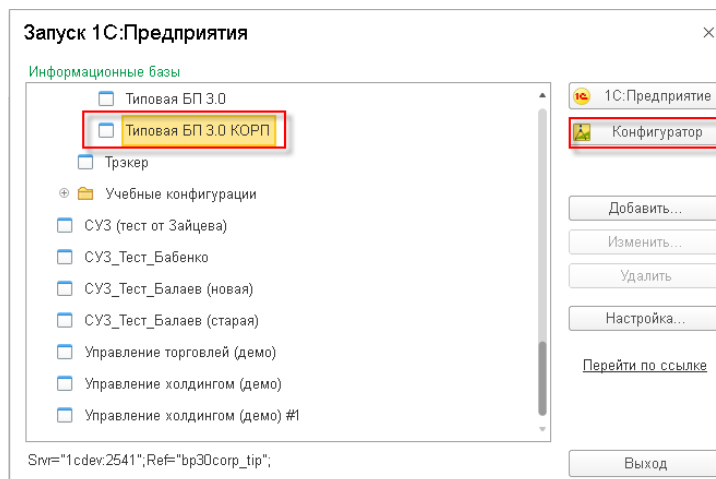 Запуск 1С:Предприятия
Информационные базы
Типовая БП 3.0
1С:Предприятие
Типовая БП 3.0 КОРП
Конфигуратор
Трэкер
Учебные конфигурации
Добавить...
СУЗ (тест от Зайцева)
Изменить...
СУЗ_Тест_Бабенко
Удалить
СУЗ_Тест_Балаев (новая)
СУЗ_Тест_Балаев (старая)
Настройка...
Управление торговлей (демо)
Перейти по ссылке
Управление холдингом (демо)
Управление холдингом (демо) #1
Srvr="1cdev:2541";Ref="bp30corp_tip";
Выход